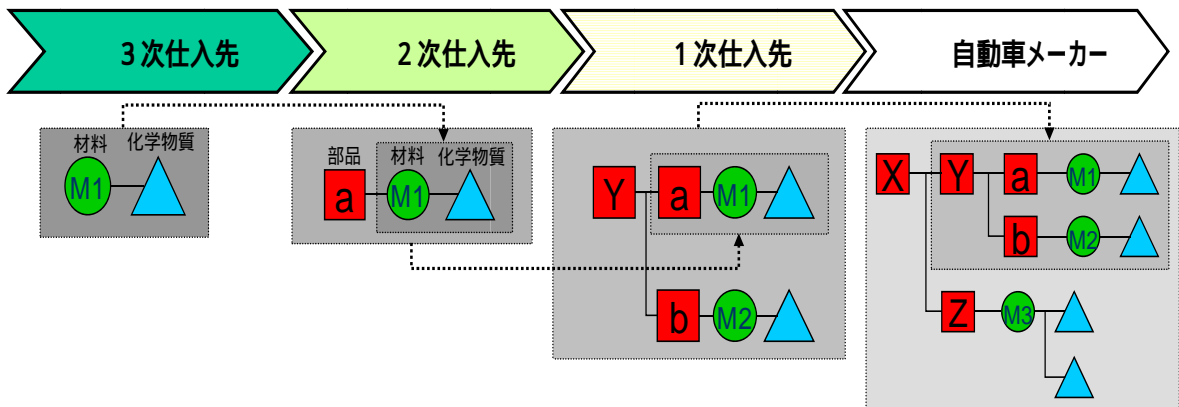 3次仕入先
2次仕入先
1次仕入先
自動車メーカー
材料 化学物質
M1
部品 材料 化学物質
a M1
Y a M1
b M2
X Y a M1
b M2
Z M3